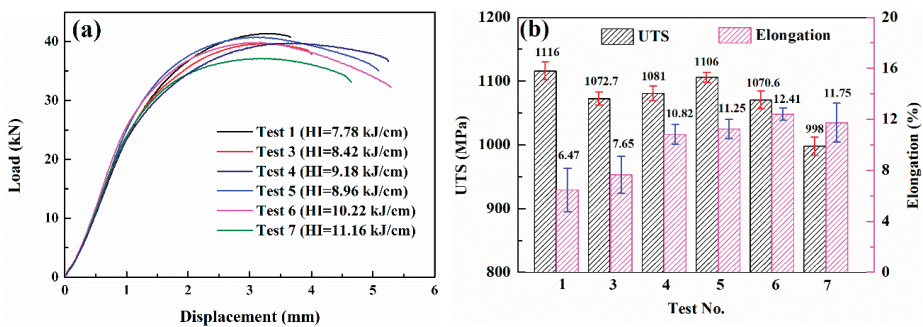 (a)
Load (kN)
50
40
30
20
10
0
0 1 2 3 4 5 6
Displacement (mm)
Test 1 (HI=7.78 kJ/cm)
Test 3 (HI=8.42 kJ/cm)
Test 4 (HI=9.18 kJ/cm)
Test 5 (HI=8.96 kJ/cm)
Test 6 (HI=10.22 kJ/cm)
Test 7 (HI=11.16 kJ/cm)
(b)
UTS Elongation
UTS (MPa)
1200
1100
1000
900
800
1116 1072.7 1081 1106 1070.6 998
6.47 7.65 10.82 11.25 12.41 11.75
1 3 4 5 6 7
Test No.
20
16
12
8
4
0
Elongation (%)